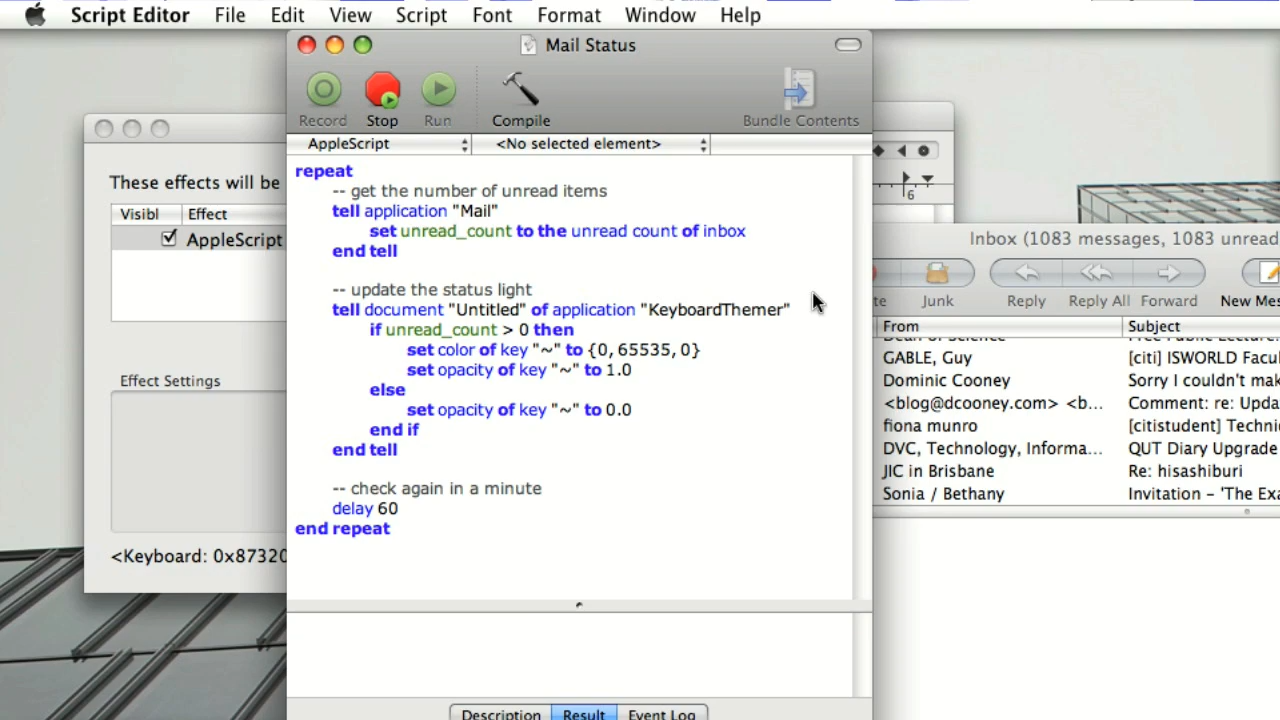 Script Editor File Edit View Script Font Format Window Help
Mail Status
Record Stop Run Compile Bundle Contents
AppleScript <No selected element>
repeat
-- get the number of unread items
tell application "Mail"
set unread_count to the unread count of inbox
end tell
-- update the status light
tell document "Untitled" of application "KeyboardThemer"
if unread_count > 0 then
set color of key "~" to {0, 65535, 0}
set opacity of key "~" to 1.0
else
set opacity of key "~" to 0.0
end if
end tell
-- check again in a minute
delay 60
end repeat
Description Result Event Log
These effects will be
Visibl Effect
AppleScript
Effect Settings
<Keyboard: 0x87320
6
Inbox (1083 messages, 1083 unread
te Junk Reply Reply All Forward New Mes
From Subject
GABLE, Guy [citi] ISWORLD Facul
Dominic Cooney Sorry I couldn't mak
<blog@dcooney.com> <b... Comment: re: Upda
fiona munro [citistudent] Techni
DVC, Technology, Informa... QUT Diary Upgrade
JIC in Brisbane Re: hisashiburi
Sonia / Bethany Invitation - 'The Exa